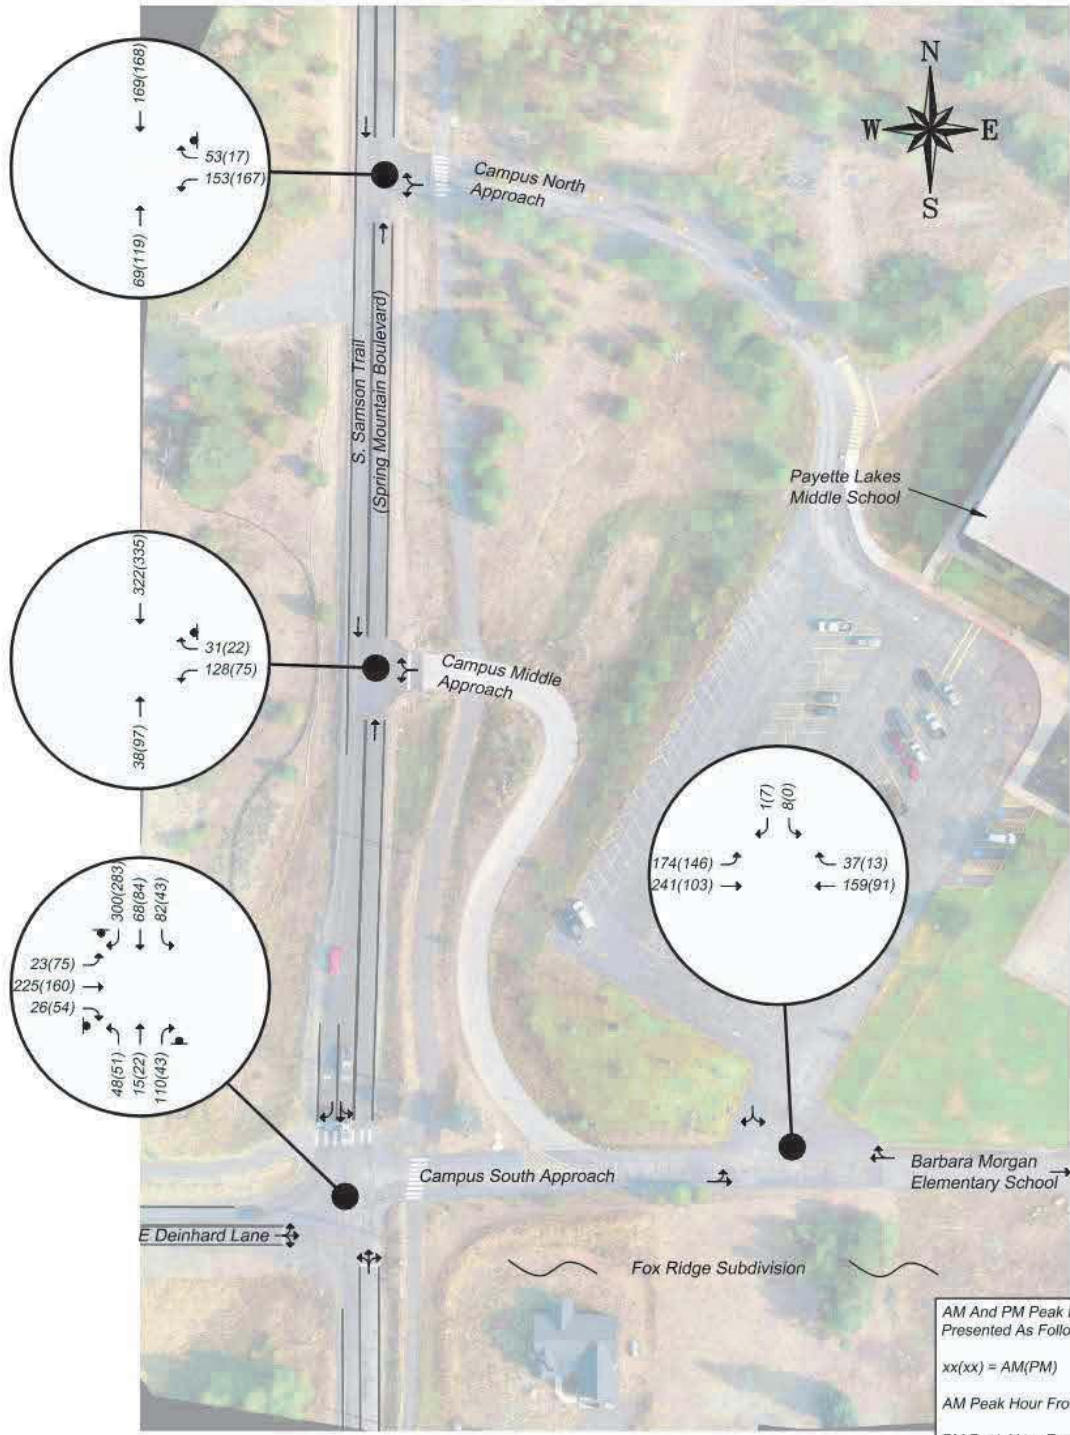 N
W E
S
169(168)
53(17)
153(167)
69(119)
Campus North
Approach
S. Samson Trail
(Spring Mountain Boulevard)
Payette Lakes
Middle School
322(335)
31(22)
128(75)
38(97)
Campus Middle
Approach
1(7)
8(0)
174(146)
37(13)
241(103)
159(91)
300(283)
68(84)
82(43)
23(75)
225(160)
26(54)
48(51)
15(22)
110(43)
Campus South Approach
Barbara Morgan
Elementary School
E Deinhard Lane
Fox Ridge Subdivision
AM And PM Peak
Presented As Follo
xx(xx) = AM(PM)
AM Peak Hour Fro